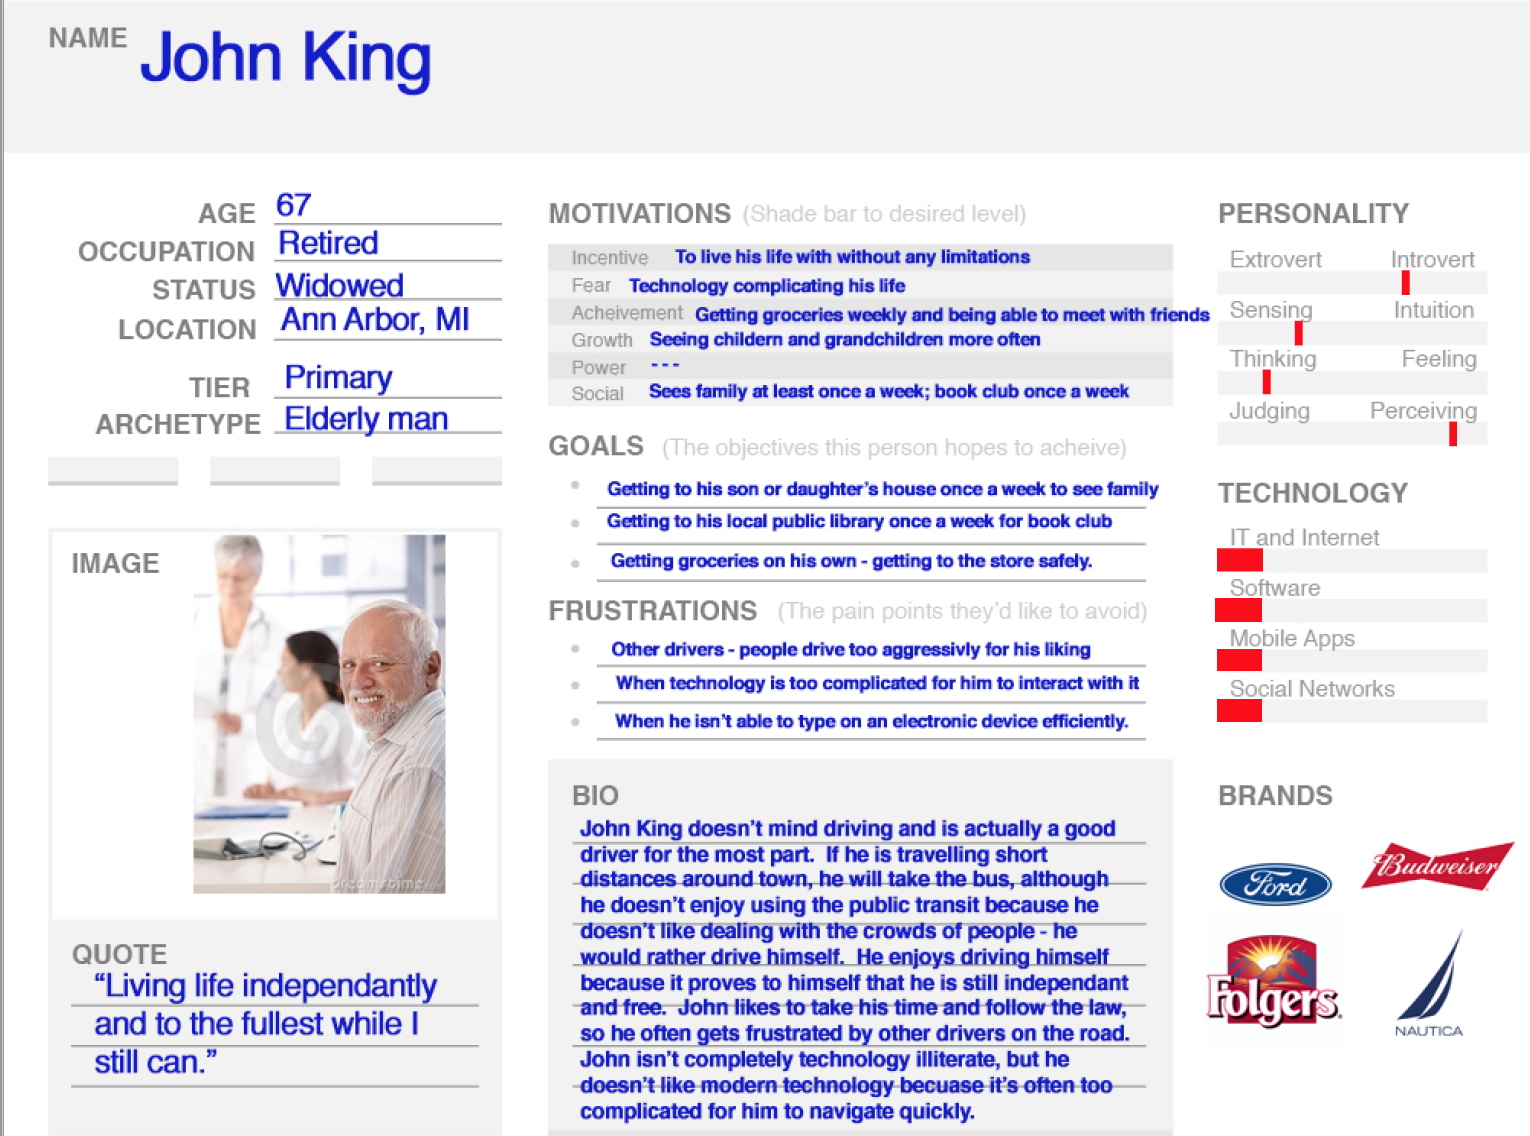 NAME John King
AGE 67
OCCUPATION Retired
STATUS Widowed
LOCATION Ann Arbor, MI
TIER Primary
ARCHETYPE Elderly man
IMAGE
dreamstime.com
QUOTE
“Living life independantly
and to the fullest while I
still can.”
MOTIVATIONS (Shade bar to desired level)
Incentive To live his life with without any limitations
Fear Technology complicating his life
Acheivement Getting groceries weekly and being able to meet with friends
Growth Seeing childern and grandchildren more often
Power - - -
Social Sees family at least once a week; book club once a week
GOALS (The objectives this person hopes to acheive)
Getting to his son or daughter’s house once a week to see family
Getting to his local public library once a week for book club
Getting groceries on his own - getting to the store safely.
FRUSTRATIONS (The pain points they’d like to avoid)
Other drivers - people drive too aggressivly for his liking
When technology is too complicated for him to interact with it
When he isn’t able to type on an electronic device efficiently.
BIO
John King doesn’t mind driving and is actually a good
driver for the most part.  If he is travelling short
distances around town, he will take the bus, although
he doesn’t enjoy using the public transit because he
doesn’t like dealing with the crowds of people - he
would rather drive himself.  He enjoys driving himself
because it proves to himself that he is still independant
and free.  John likes to take his time and follow the law,
so he often gets frustrated by other drivers on the road.
John isn’t completely technology illiterate, but he
doesn’t like modern technology becuase it’s often too
complicated for him to navigate quickly.
PERSONALITY
Extrovert Introvert
Sensing Intuition
Thinking Feeling
Judging Perceiving
TECHNOLOGY
IT and Internet
Software
Mobile Apps
Social Networks
BRANDS
Ford
Budweiser
Folgers
NAUTICA